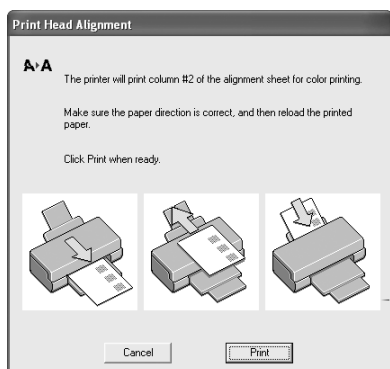 Print Head Alignment
A▸A
The printer will print column #2 of the alignment sheet for color printing.
Make sure the paper direction is correct, and then reload the printed
paper.
Click Print when ready.
Cancel
Print